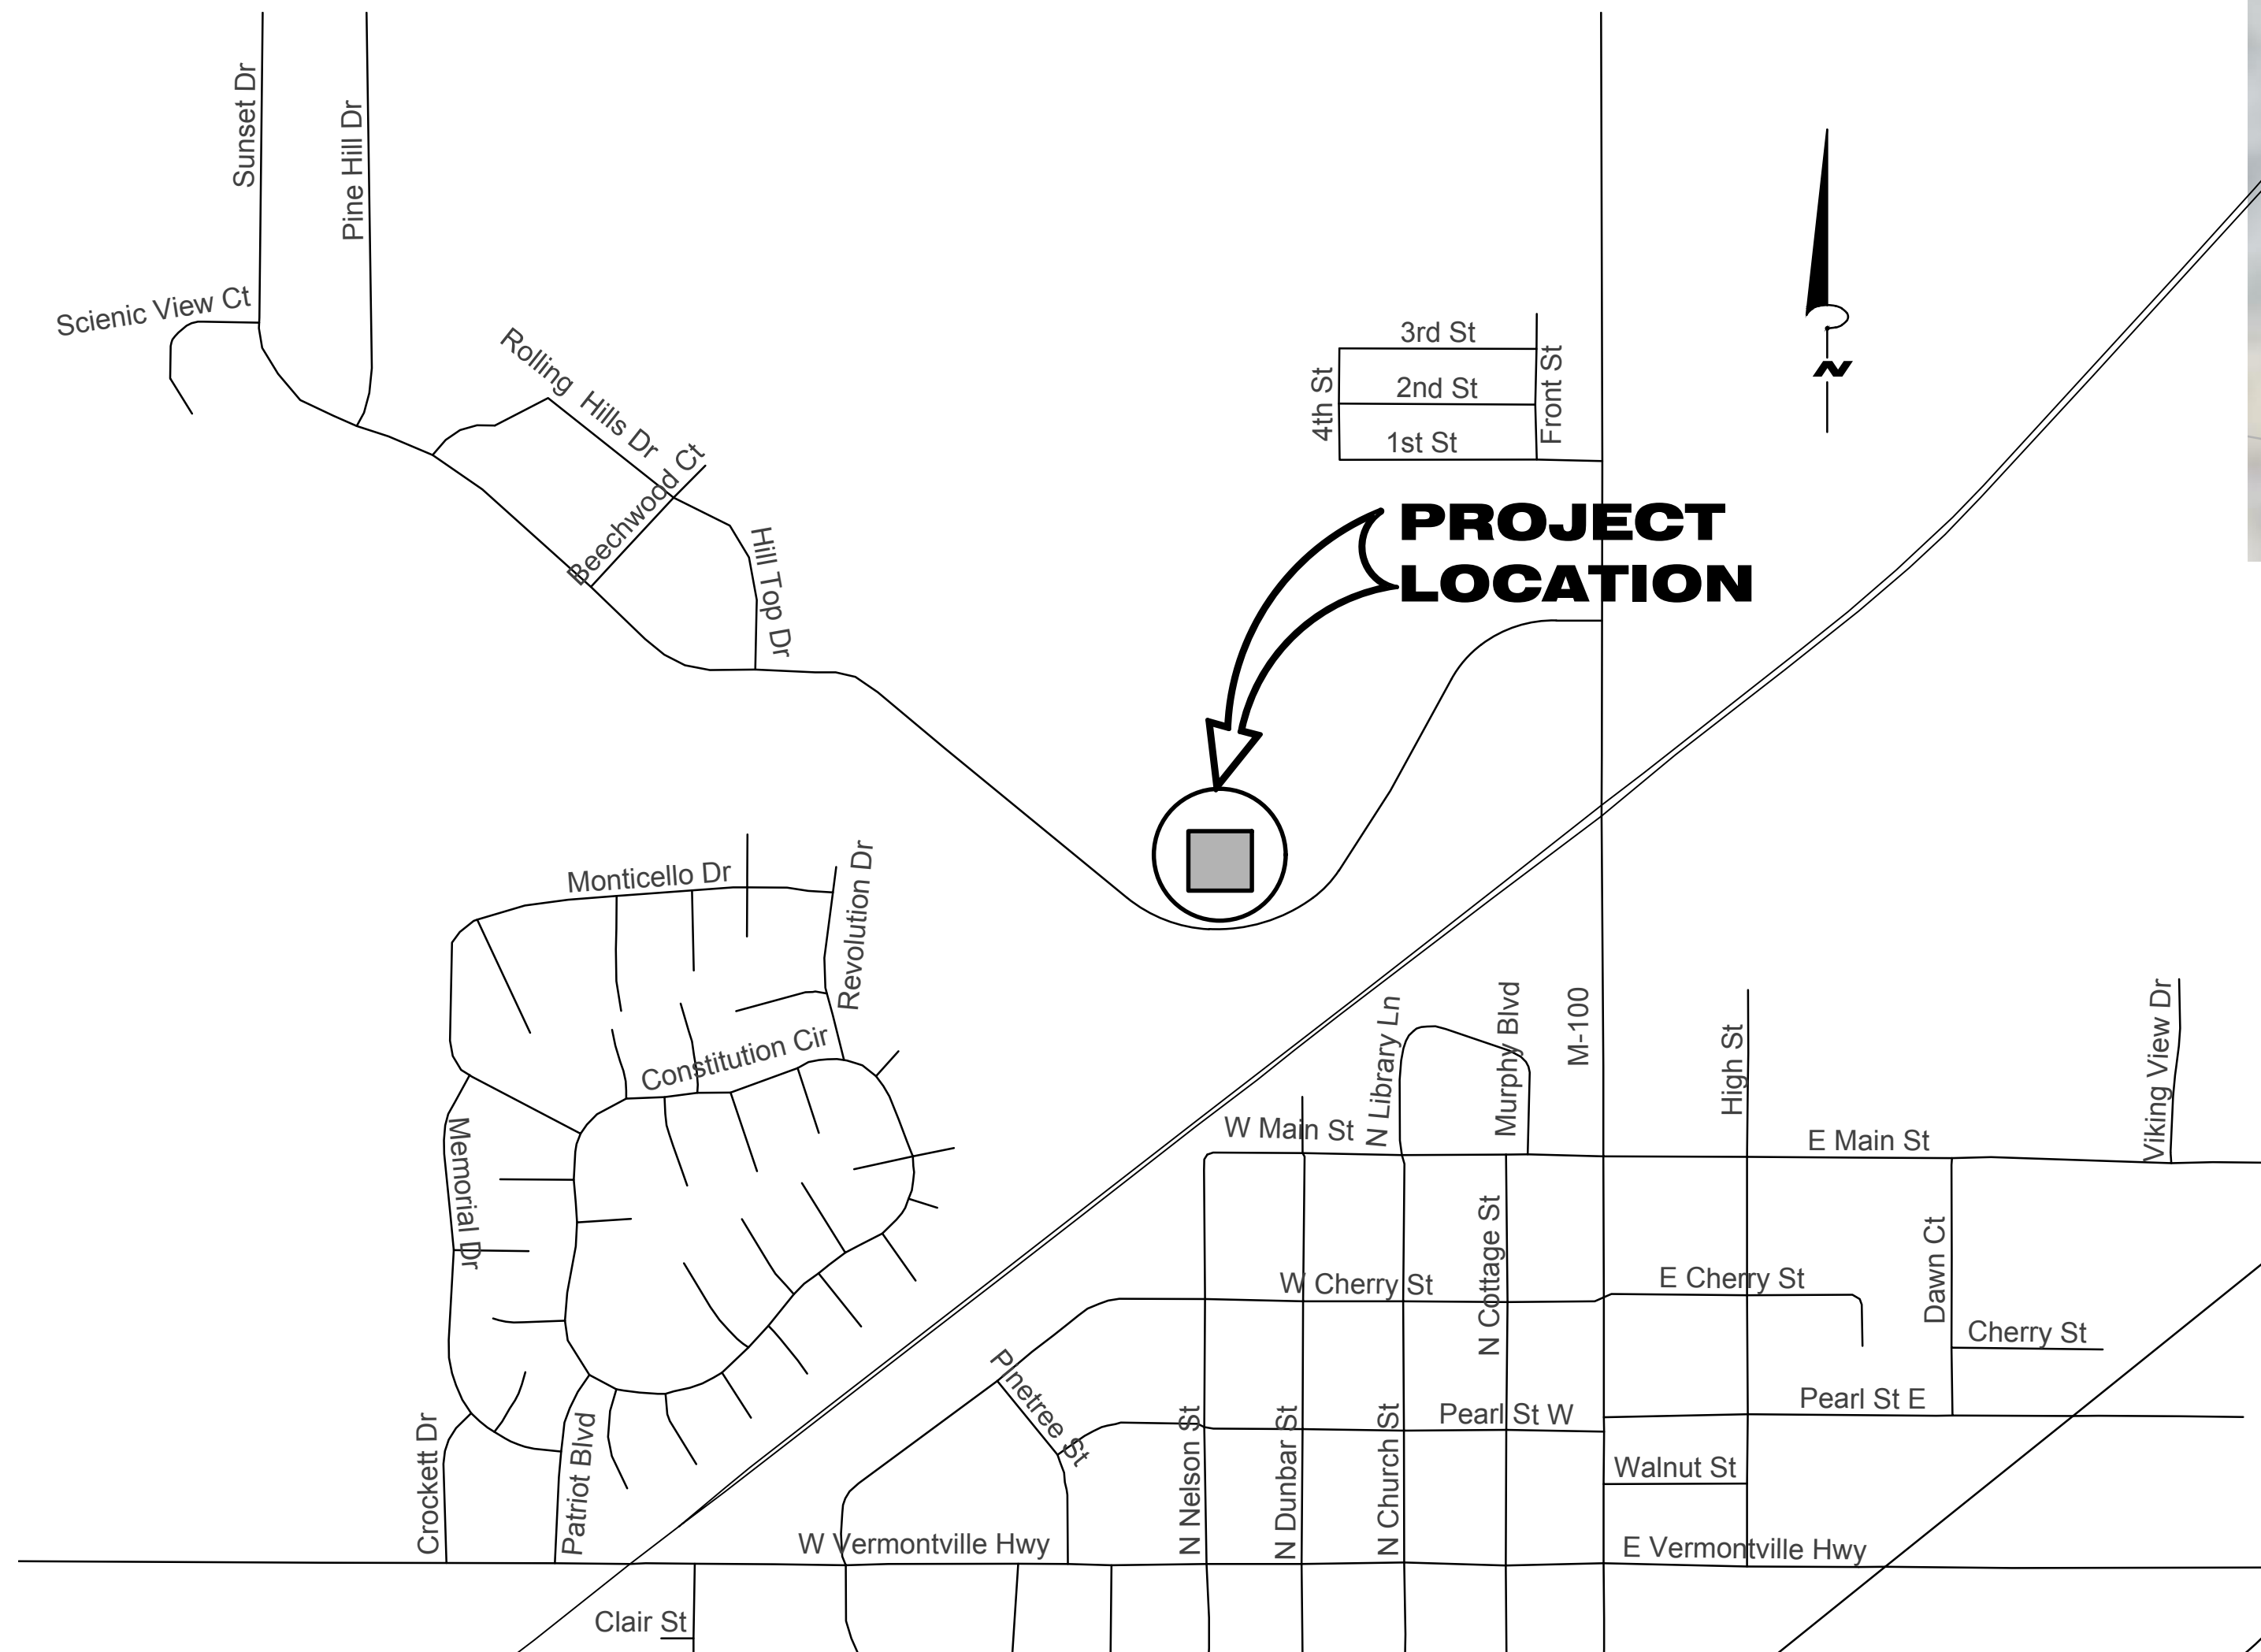 Sunset Dr
Pine Hill Dr
Scienic View Ct
Rolling Hills Dr
Beechwood Ct
Hill Top Dr
3rd St
2nd St
1st St
4th St
Front St
N
PROJECT
LOCATION
Monticello Dr
Revolution Dr
Constitution Cir
Memorial Dr
Crockett Dr
Patriot Blvd
N Library Ln
Murphy Blvd
M-100
High St
Viking View Dr
W Main St
E Main St
W Cherry St
N Cottage St
E Cherry St
Dawn Ct
Cherry St
Pinetree St
N Nelson St
N Dunbar St
N Church St
Pearl St W
Pearl St E
Walnut St
W Vermontville Hwy
E Vermontville Hwy
Clair St